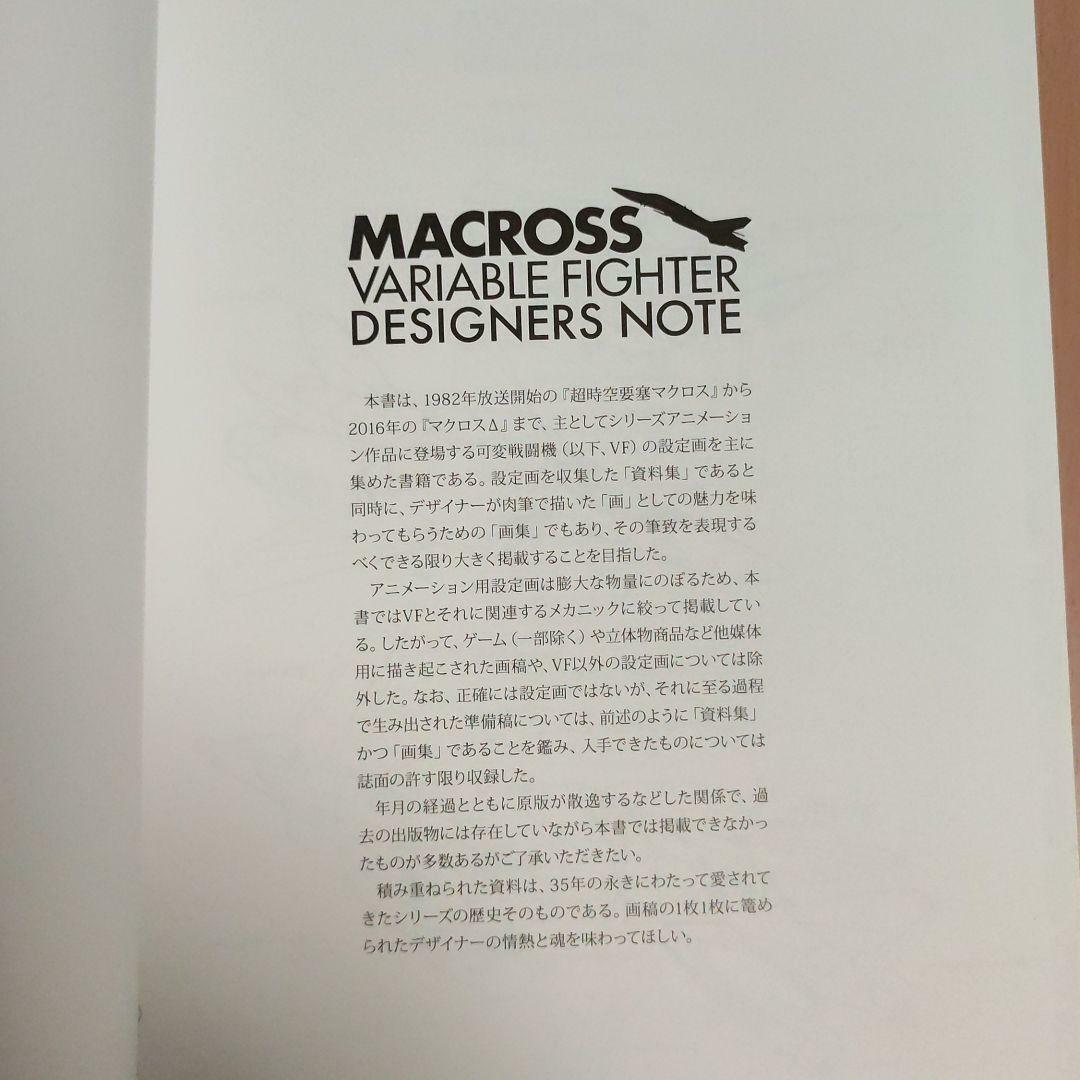 MACROSS
VARIABLE FIGHTER
DESIGNERS NOTE
本書は、1982年放送開始の『超時空要塞マクロス』から
2016年の『マクロスΔ』まで、主としてシリーズアニメーショ
ン作品に登場する可変戦闘機（以下、VF）の設定画を主に
集めた書籍である。設定画を収集した「資料集」であると
同時に、デザイナーが肉筆で描いた「画」としての魅力を味
わってもらうための「画集」でもあり、その筆致を表現する
べくできる限り大きく掲載することを目指した。
アニメーション用設定画は膨大な物量にのぼるため、本
書ではVFとそれに関連するメカニックに絞って掲載してい
る。したがって、ゲーム（一部除く）や立体物商品など他媒体
用に描き起こされた画稿や、VF以外の設定画については除
外した。なお、正確には設定画ではないが、それに至る過程
で生み出された準備稿については、前述のように「資料集」
かつ「画集」であることを鑑み、入手できたものについては
誌面の許す限り収録した。
年月の経過とともに原版が散逸するなどした関係で、過
去の出版物には存在していながら本書では掲載できなかっ
たものが多数あるがご了承いただきたい。
積み重ねられた資料は、35年の永きにわたって愛されて
きたシリーズの歴史そのものである。画稿の1枚1枚に篭め
られたデザイナーの情熱と魂を味わってほしい。